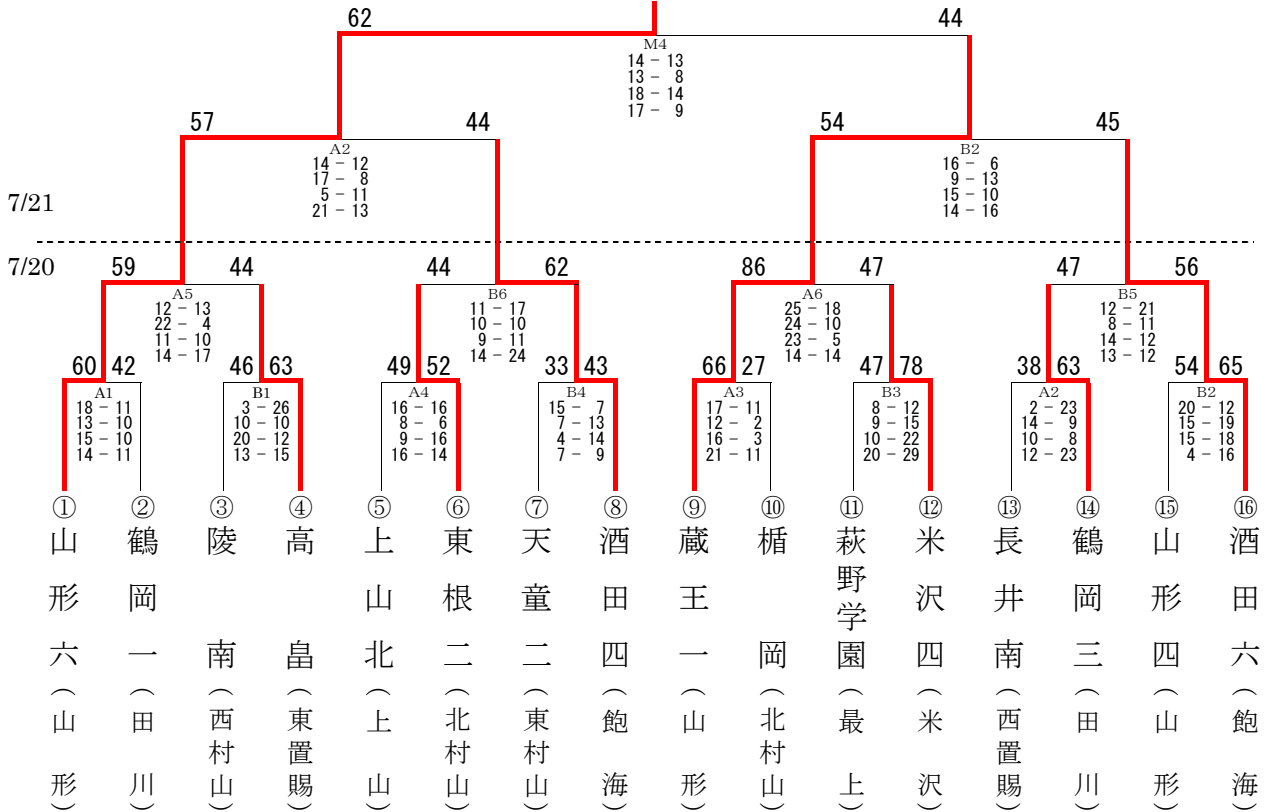 62 44
M4
14 - 13
13 - 8
18 - 14
17 - 9
57 44 54 45
A2
14 - 12
17 - 8
5 - 11
21 - 13
B2
16 - 6
9 - 13
15 - 10
14 - 16
7/21
7/20
59 44 44 62 86 47 47 56
A5
12 - 13
22 - 4
11 - 10
14 - 17
B6
11 - 17
10 - 10
9 - 11
14 - 24
A6
25 - 18
24 - 10
23 - 5
14 - 14
B5
12 - 21
8 - 11
14 - 12
13 - 12
60 42 46 63 49 52 33 43 66 27 47 78 38 63 54 65
A1
18 - 11
13 - 10
15 - 10
14 - 11
B1
3 - 26
10 - 10
20 - 12
13 - 15
A4
16 - 16
8 - 6
9 - 16
16 - 14
B4
15 - 7
7 - 13
4 - 14
7 - 9
A3
17 - 11
12 - 2
16 - 3
21 - 11
B3
8 - 12
9 - 15
10 - 22
20 - 29
A2
2 - 23
14 - 9
10 - 8
12 - 23
B2
20 - 12
15 - 19
15 - 18
4 - 16
① 山形六(山形)
② 鶴岡一(田川)
③ 陵南(西村山)
④ 高畠(東置賜)
⑤ 上山北(上山)
⑥ 東根二(北村山)
⑦ 天童二(東村山)
⑧ 酒田四(飽海)
⑨ 蔵王一(山形)
⑩ 楯岡(北村山)
⑪ 萩野学園(最上)
⑫ 米沢四(米沢)
⑬ 長井南(西置賜)
⑭ 鶴岡三(田川)
⑮ 山形四(山形)
⑯ 酒田六(飽海)